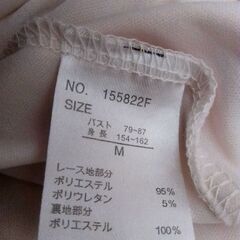 NO. 155822F
SIZE
バスト 79~87
身長 154~162
M
レース地部分
ポリエステル 95%
ポリウレタン 5%
裏地部分
ポリエステル 100%